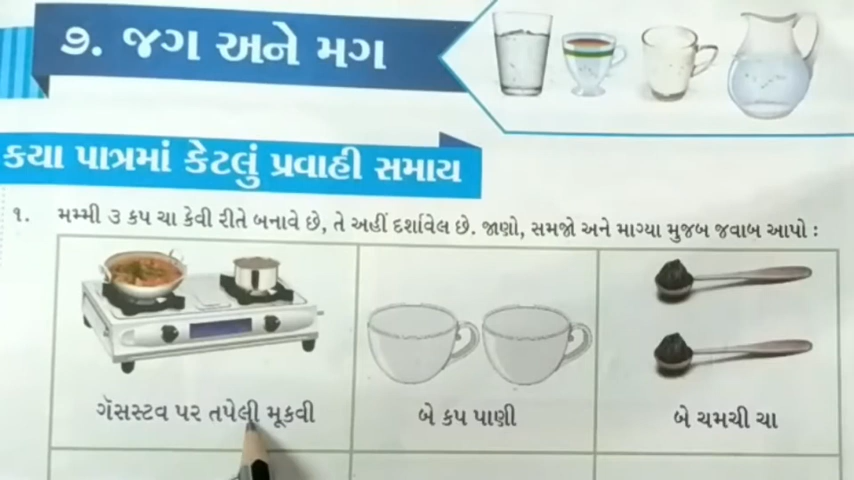 ૭. જગ અને મગ
કયા પાત્રમાં કેટલું પ્રવાહી સમાય
૧. મમ્મી ૩ કપ ચા કેવી રીતે બનાવે છે, તે અહીં દર્શાવેલ છે. જાણો, સમજો અને માગ્યા મુજબ જવાબ આપો :
ગૅસસ્ટવ પર તપેલી મૂકવી
બે કપ પાણી
બે ચમચી ચા